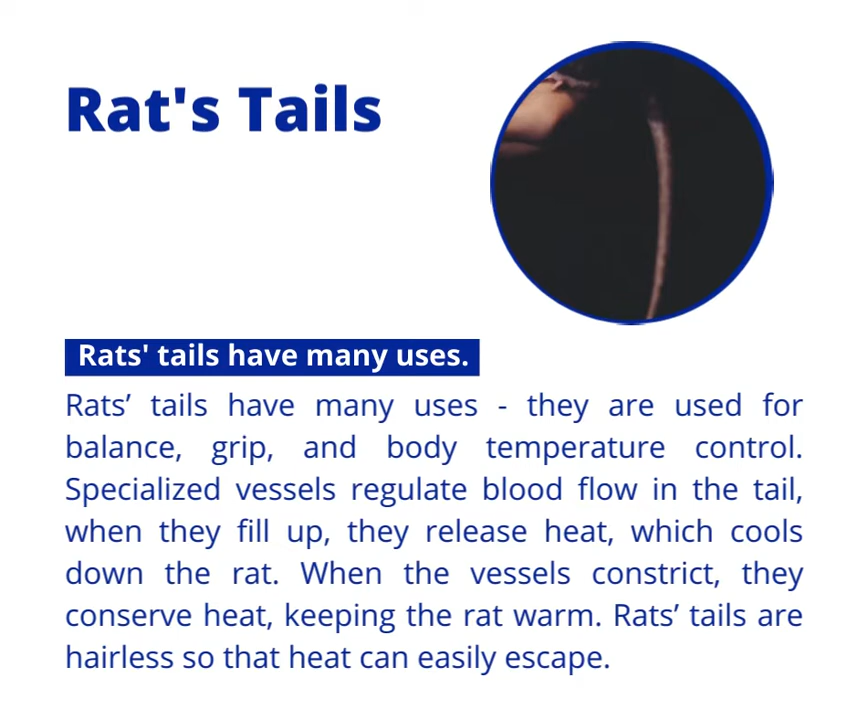 Rat's Tails
Rats' tails have many uses.
Rats’ tails have many uses - they are used for
balance, grip, and body temperature control.
Specialized vessels regulate blood flow in the tail,
when they fill up, they release heat, which cools
down the rat. When the vessels constrict, they
conserve heat, keeping the rat warm. Rats’ tails are
hairless so that heat can easily escape.